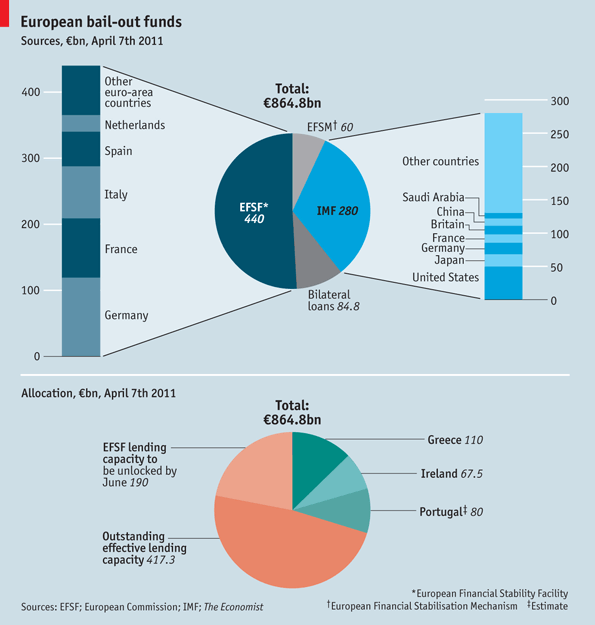 European bail-out funds
Sources, €bn, April 7th 2011
Total:
€864.8bn
400
300
200
100
0
Other
euro-area
countries
Netherlands
Spain
Italy
France
Germany
EFSM† 60
EFSF*
440
IMF 280
Bilateral
loans 84.8
Other countries
Saudi Arabia
China
Britain
France
Germany
Japan
United States
300
250
200
150
100
50
0
Allocation, €bn, April 7th 2011
Total:
€864.8bn
EFSF lending
capacity to
be unlocked by
June 190
Outstanding
effective lending
capacity 417.3
Greece 110
Ireland 67.5
Portugal‡ 80
*European Financial Stability Facility
Sources: EFSF; European Commission; IMF; The Economist
†European Financial Stabilisation Mechanism ‡Estimate